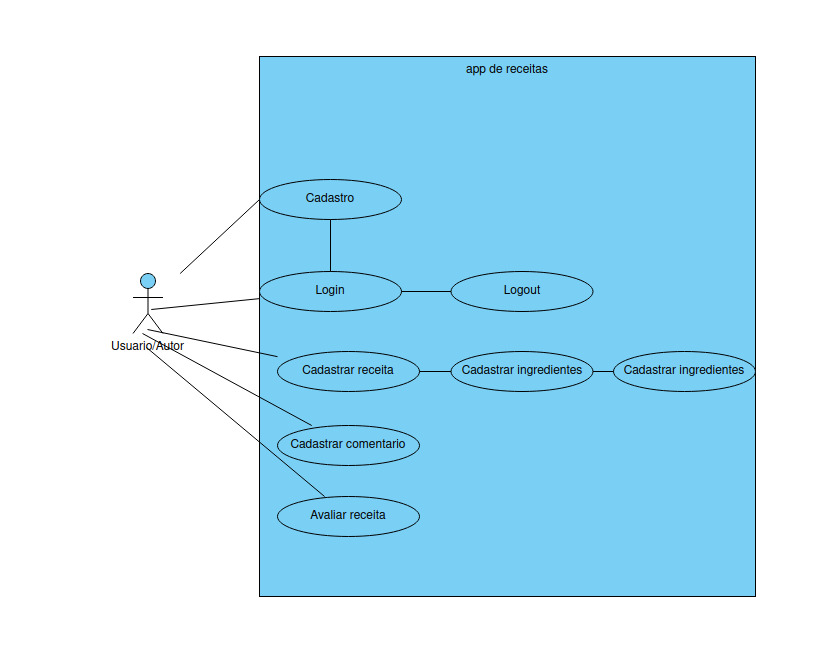 app de receitas
Cadastro
Login
Logout
Usuario/Autor
Cadastrar receita
Cadastrar ingredientes
Cadastrar ingredientes
Cadastrar comentario
Avaliar receita